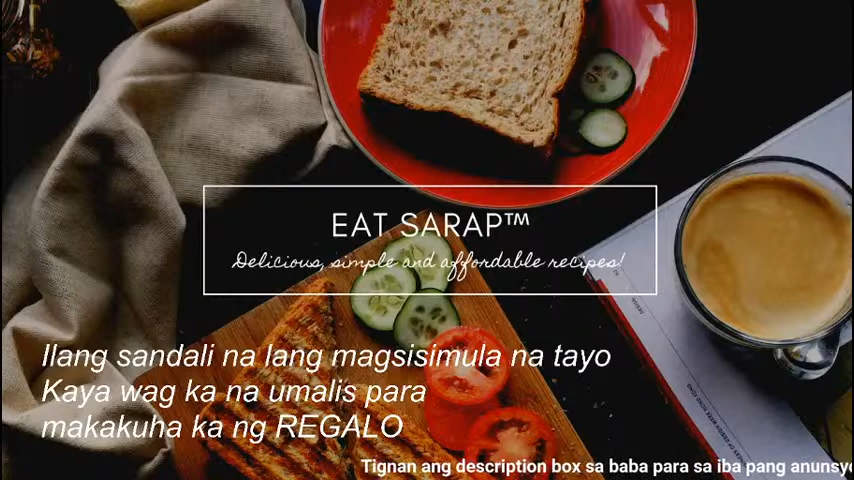 EAT SARAP™
Delicious, simple and affordable recipes!
Ilang sandali na lang magsisimula na tayo
Kaya wag ka na umalis para
makakuha ka ng REGALO
Tignan ang description box sa baba para sa iba pang